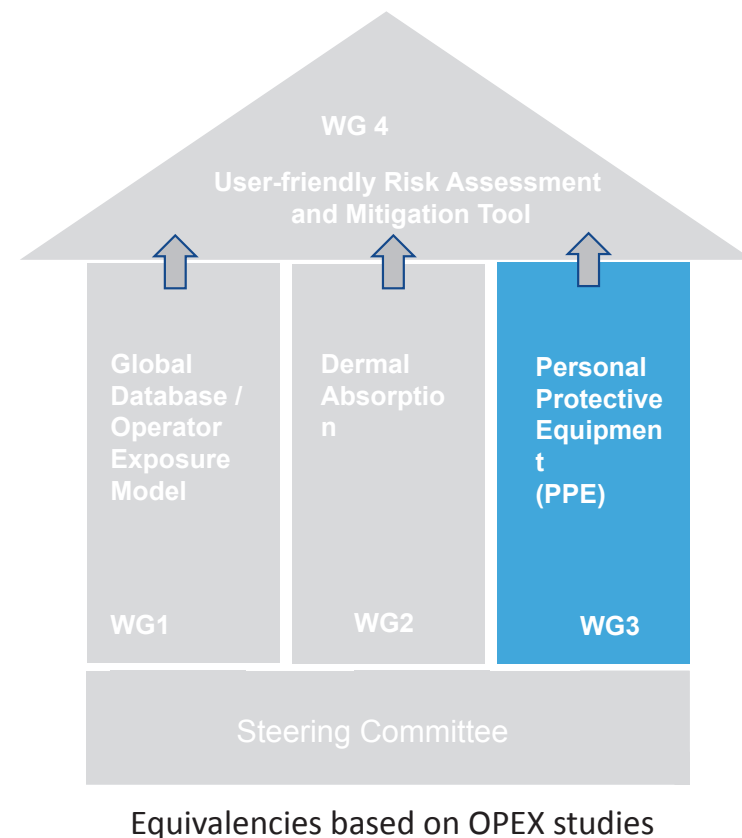 WG 4
User-friendly Risk Assessment
and Mitigation Tool
Global
Database /
Operator
Exposure
Model
WG1
Dermal
Absorptio
n
WG2
Personal
Protective
Equipmen
t
(PPE)
WG3
Steering Committee
Equivalencies based on OPEX studies